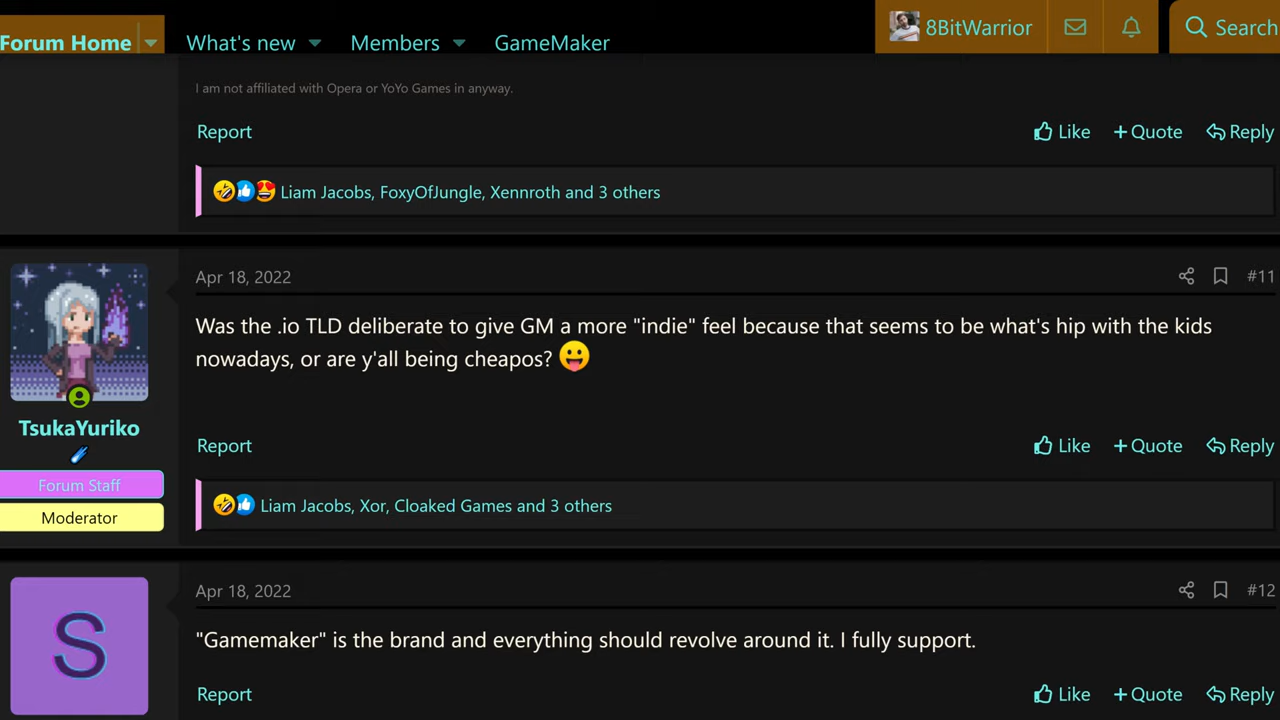 Forum Home What's new Members GameMaker 8BitWarrior Search
I am not affiliated with Opera or YoYo Games in anyway.
Report Like +Quote Reply
Liam Jacobs, FoxyOfJungle, Xennroth and 3 others
Apr 18, 2022 #11
Was the .io TLD deliberate to give GM a more "indie" feel because that seems to be what's hip with the kids
nowadays, or are y'all being cheapos? 😛
TsukaYuriko
Forum Staff
Moderator
Report Like +Quote Reply
Liam Jacobs, Xor, Cloaked Games and 3 others
Apr 18, 2022 #12
S
"Gamemaker" is the brand and everything should revolve around it. I fully support.
Report Like +Quote Reply